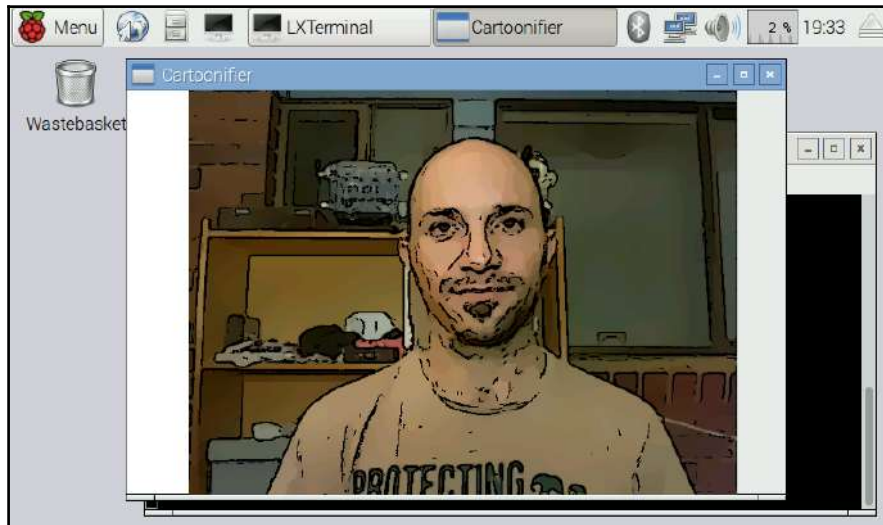 Menu LXTerminal Cartoonifier 2 % 19:33
Cartoonifier
Wastebasket
PROTECTING